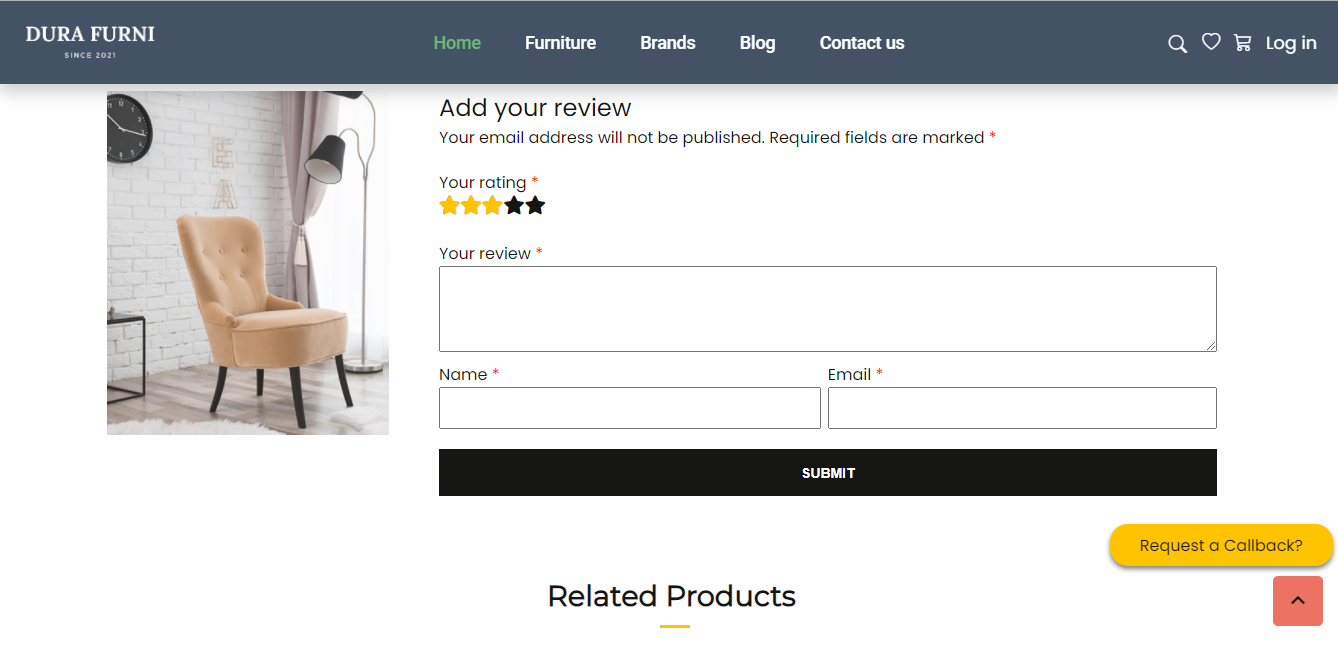 DURA FURNI
SINCE 2021
Home Furniture Brands Blog Contact us Log in
Add your review
Your email address will not be published. Required fields are marked *
Your rating *
Your review *
Name * Email *
SUBMIT
Request a Callback?
Related Products